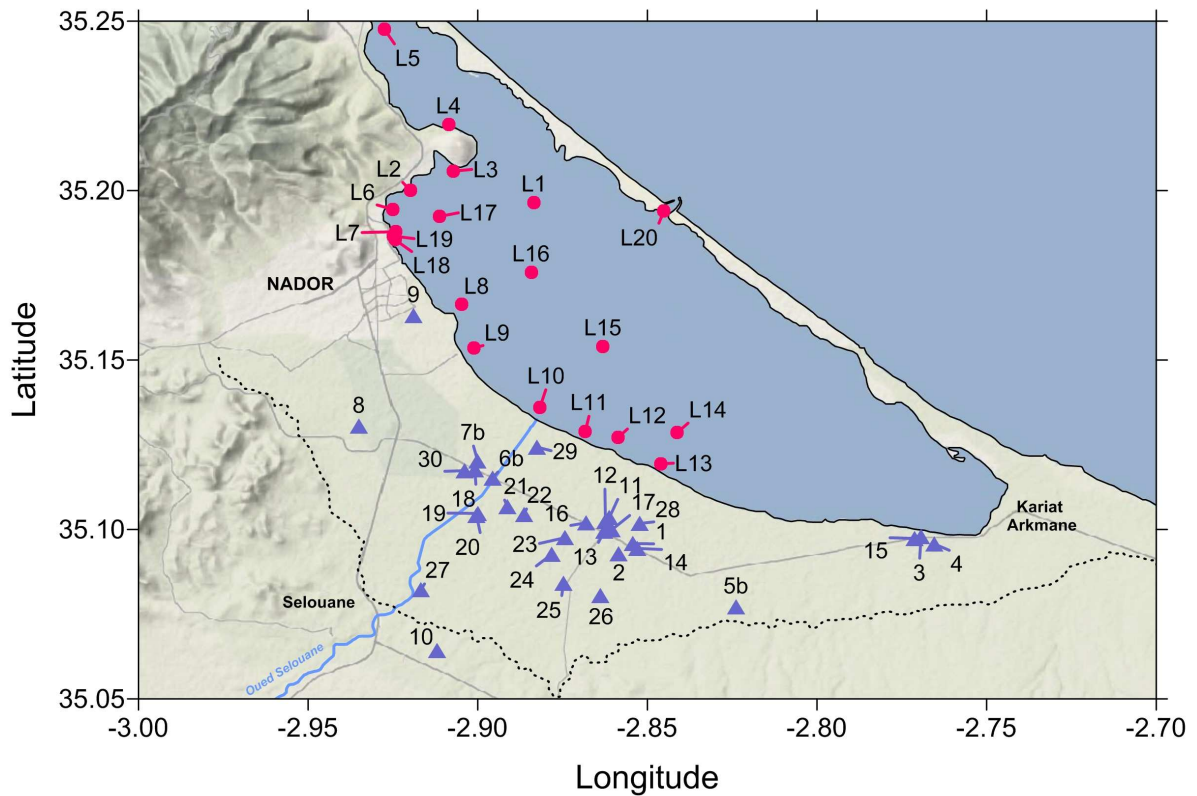 35.25
L5
L4
L2
L3
35.20
L6
L1
L17
L7
L19
L20
L18
L16
NADOR
L8
9
Latitude
L9
L15
35.15
L10
8
L11
L12
L14
7b
30
6b
29
L13
12
11
18
21
22
17
28
Kariat
Arkmane
19
16
35.10
20
23
13
1
15
24
2
14
3
4
27
5b
Selouane
25
26
10
Oued Selouane
35.05
-3.00
-2.95
-2.90
-2.85
-2.80
-2.75
-2.70
Longitude